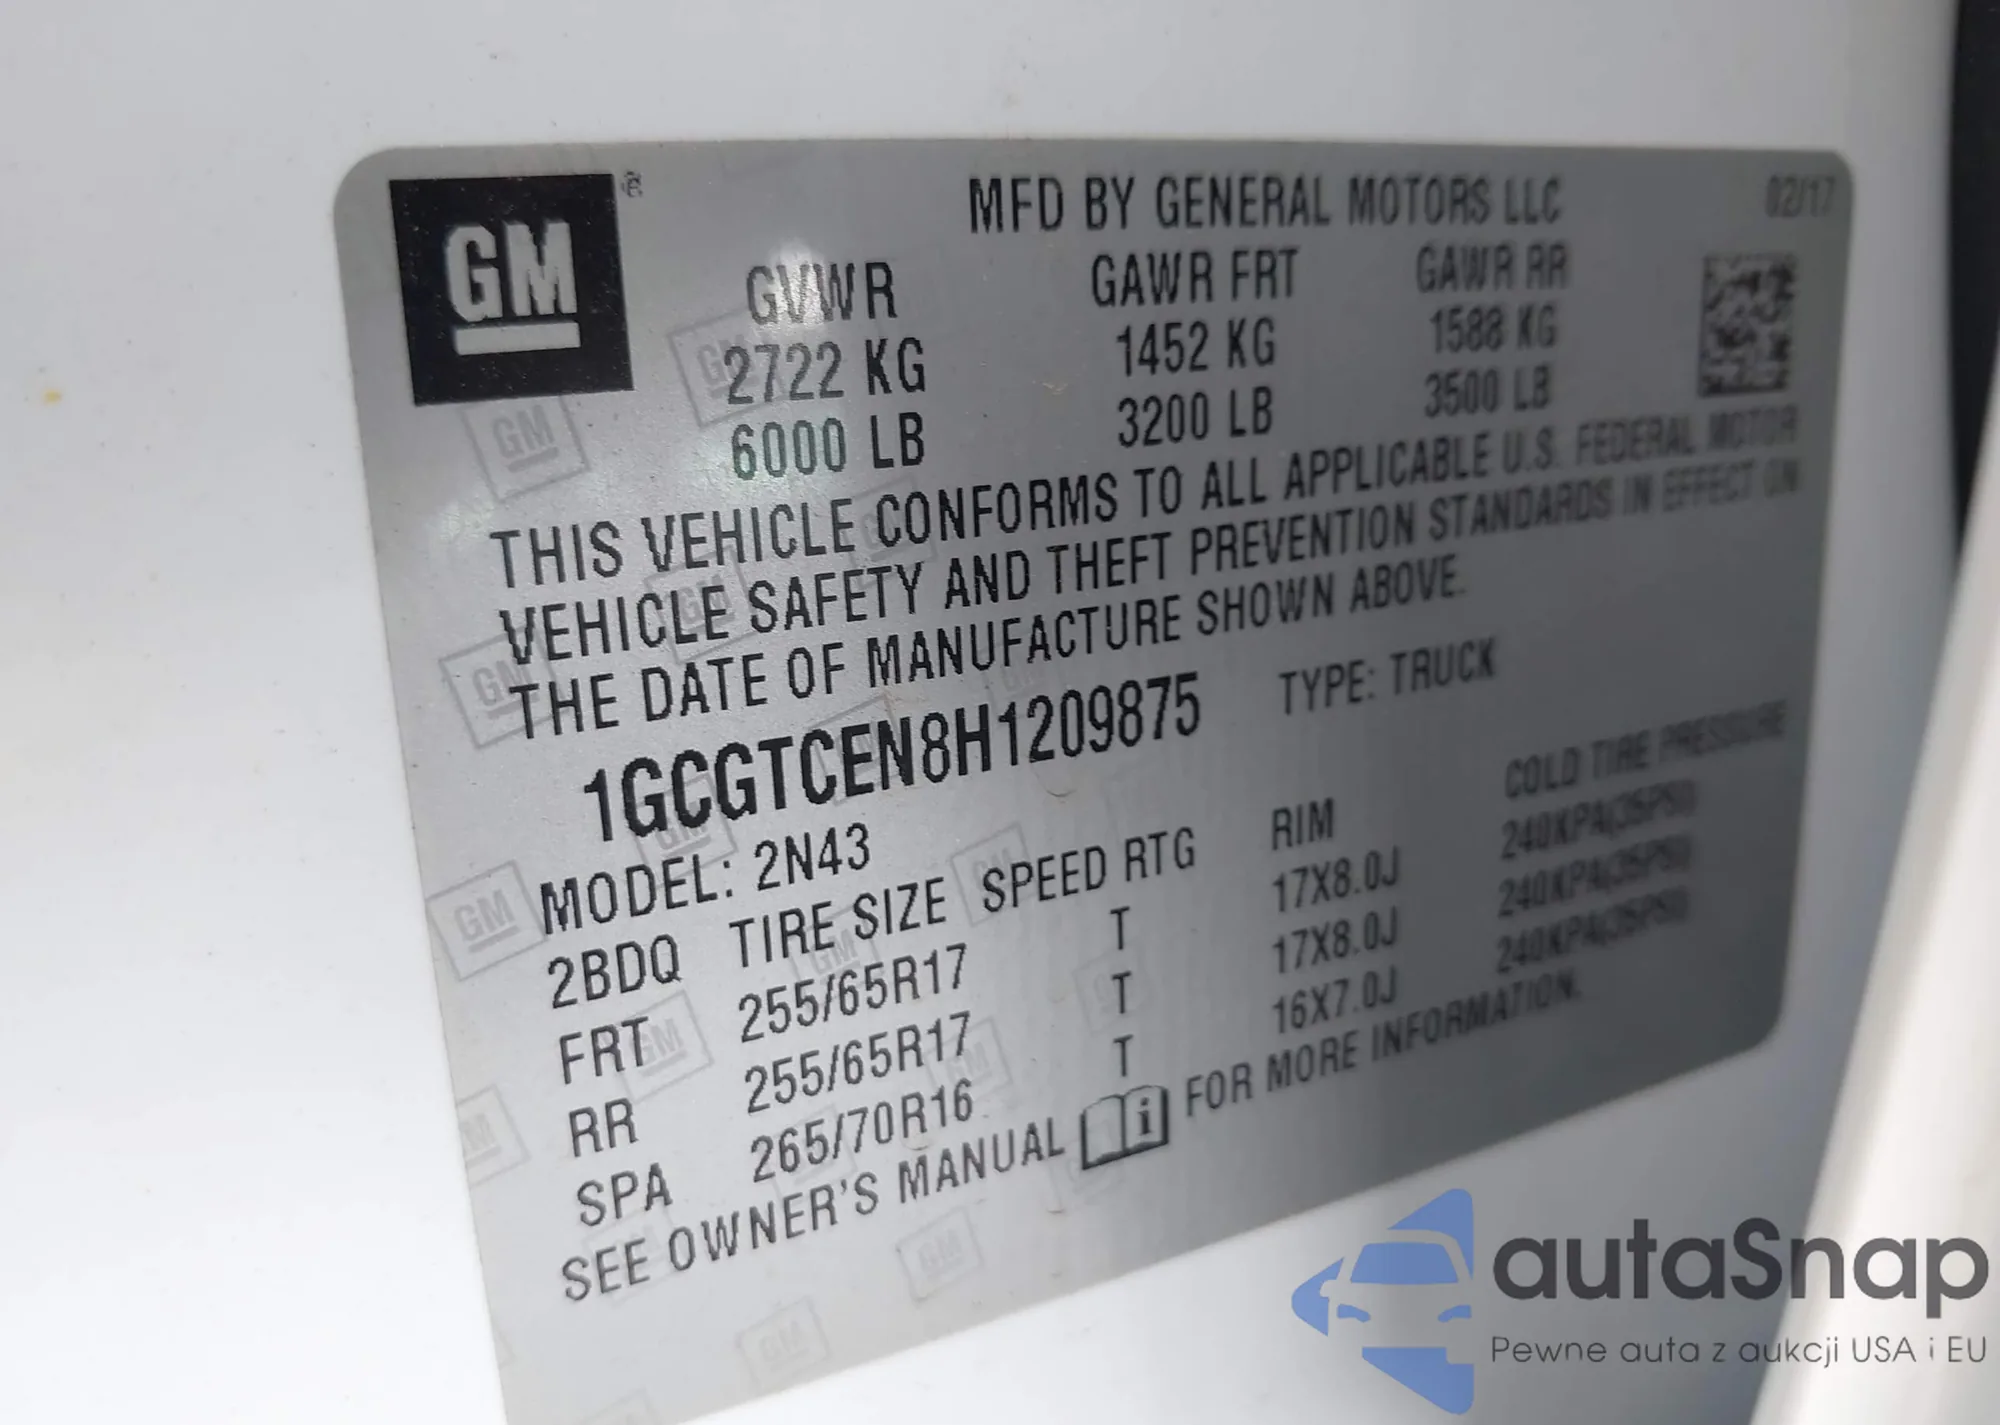 GM ®
MFD BY GENERAL MOTORS LLC 02/17
GVWR GAWR FRT GAWR RR
2722 KG 1452 KG 1588 KG
6000 LB 3200 LB 3500 LB
THIS VEHICLE CONFORMS TO ALL APPLICABLE U.S. FEDERAL MOTOR
VEHICLE SAFETY AND THEFT PREVENTION STANDARDS IN EFFECT ON
THE DATE OF MANUFACTURE SHOWN ABOVE.
1GCGTCEN8H1209875 TYPE: TRUCK
MODEL: 2N43
2BDQ TIRE SIZE SPEED RTG RIM COLD TIRE PRESSURE
FRT 255/65R17 T 17X8.0J 240KPA(35PSI)
RR 255/65R17 T 17X8.0J 240KPA(35PSI)
SPA 265/70R16 T 16X7.0J 240KPA(35PSI)
SEE OWNER'S MANUAL i FOR MORE INFORMATION.
autaSnap
Pewne auta z aukcji USA i EU